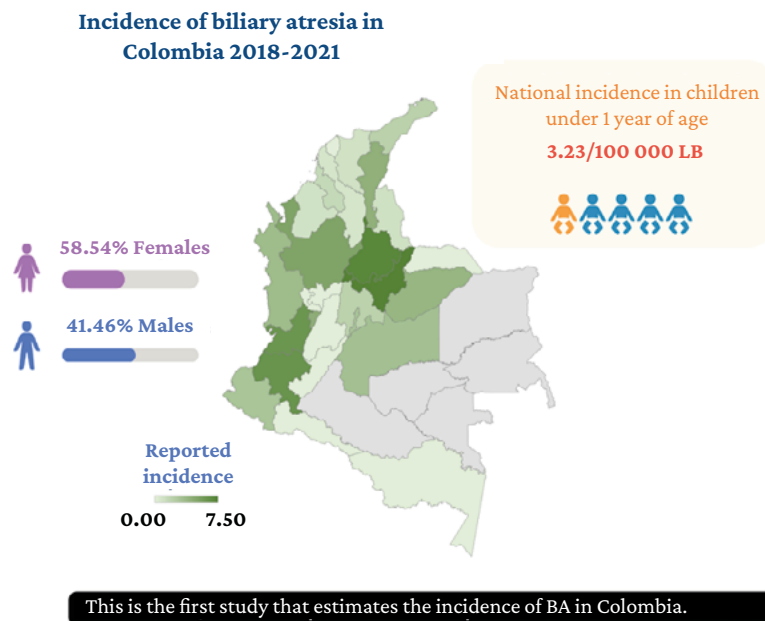 Incidence of biliary atresia in
Colombia 2018-2021
National incidence in children
under 1 year of age
3.23/100 000 LB
58.54% Females
41.46% Males
Reported
incidence
0.00 7.50
This is the first study that estimates the incidence of BA in Colombia.